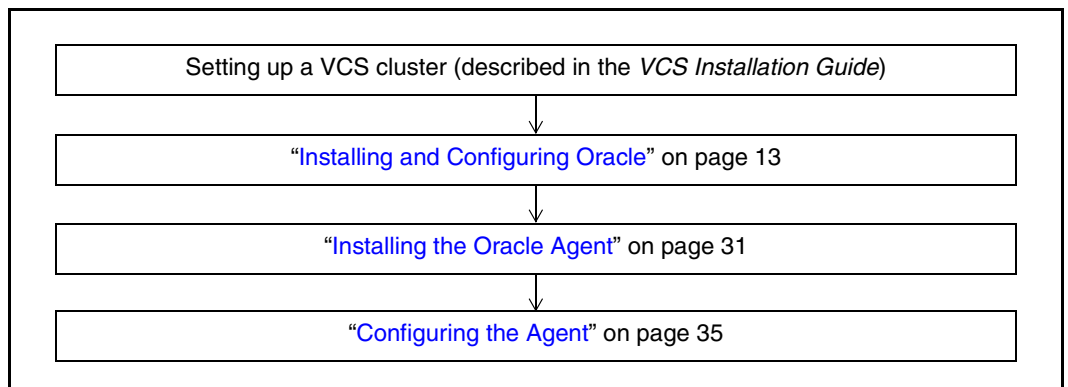 Setting up a VCS cluster (described in the VCS Installation Guide)
“Installing and Configuring Oracle” on page 13
“Installing the Oracle Agent” on page 31
“Configuring the Agent” on page 35